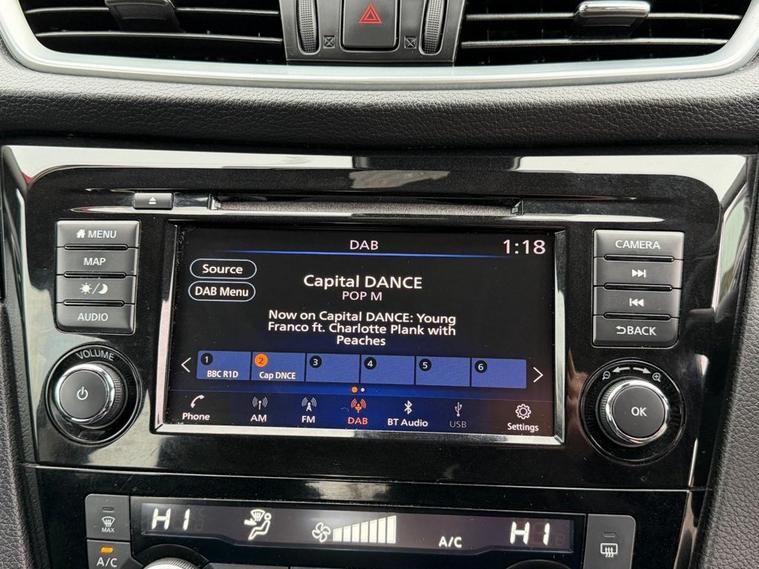 MENU
MAP
AUDIO
VOLUME
DAB
1:18
Source
DAB Menu
Capital DANCE
POP M
Now on Capital DANCE: Young
Franco ft. Charlotte Plank with
Peaches
1
BBC R1D
2
Cap DNCE
3
4
5
6
Phone
AM
FM
DAB
BT Audio
USB
Settings
CAMERA
BACK
OK
MAX
A/C
HI
A/C
HI